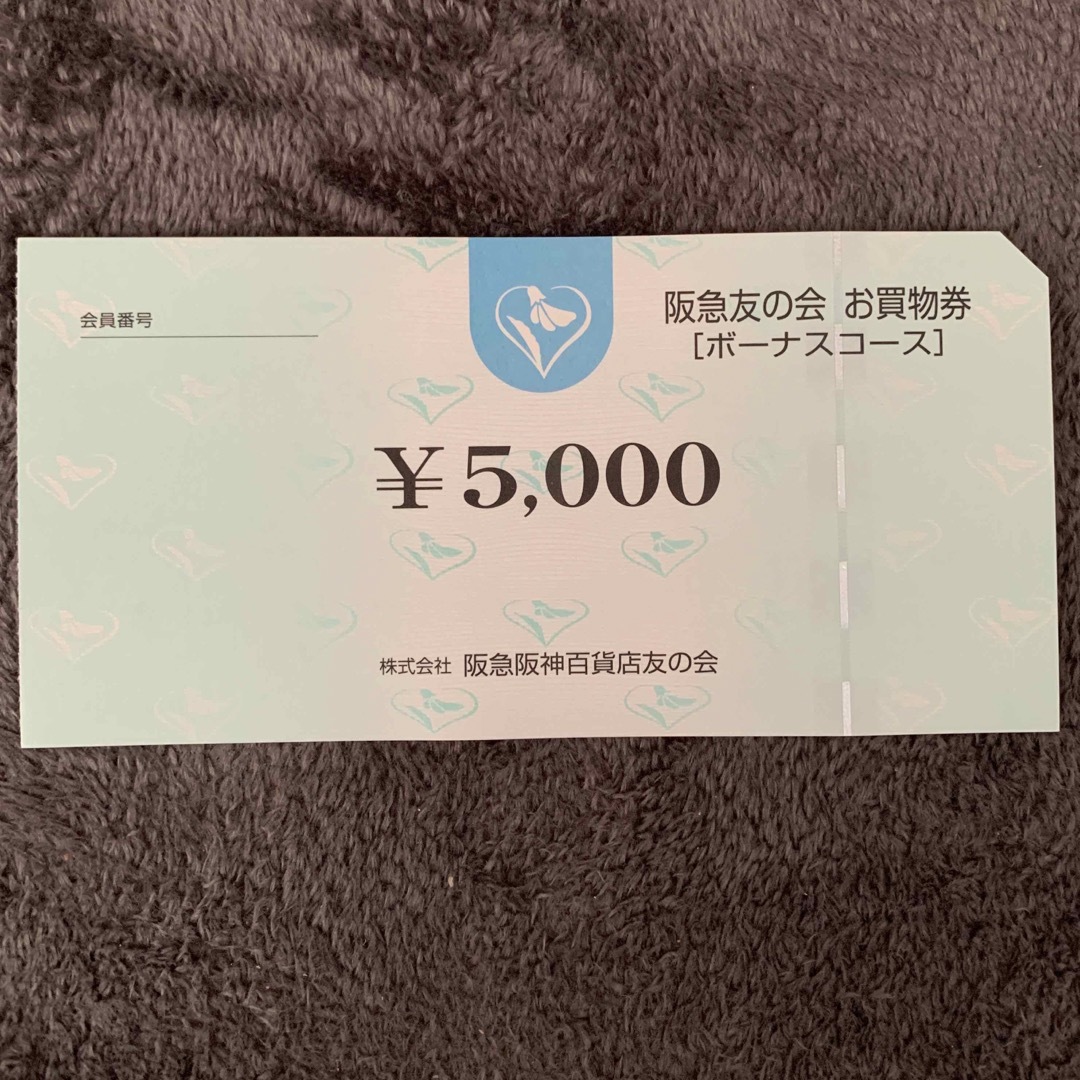 会員番号
阪急友の会 お買物券
[ボーナスコース]
¥5,000
株式会社 阪急阪神百貨店友の会